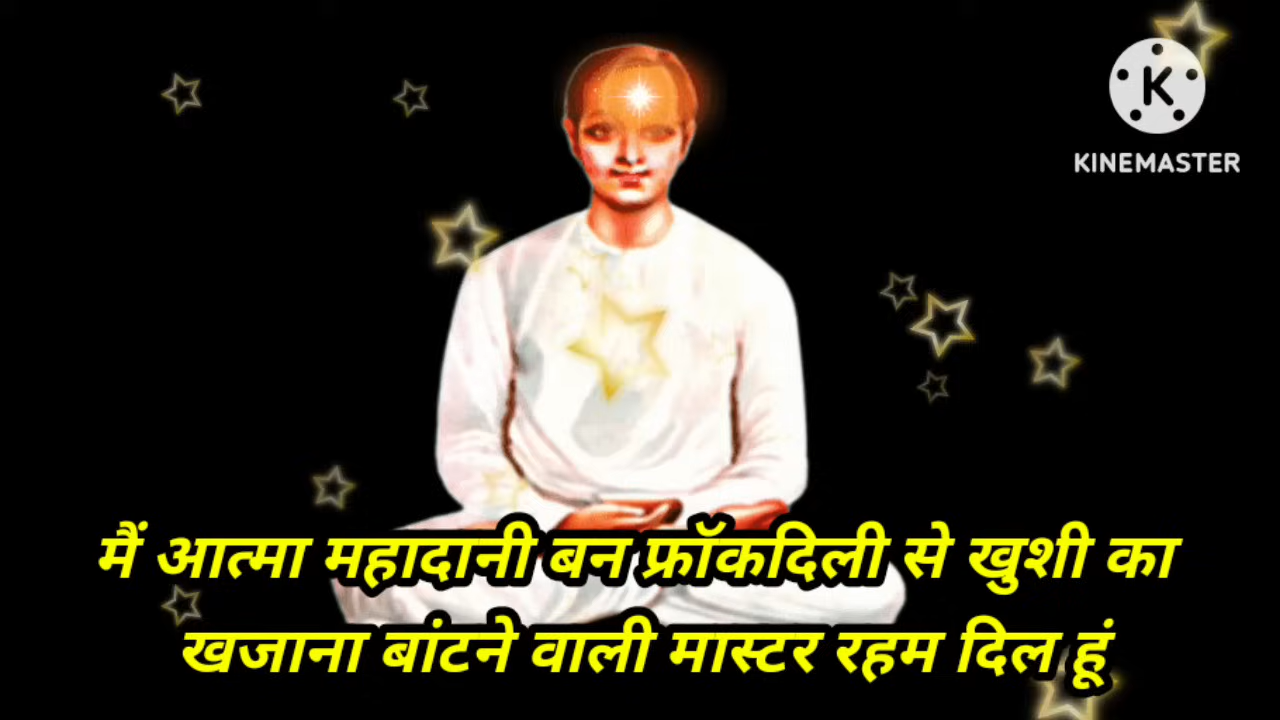 KINEMASTER
मैं आत्मा महादानी बन फ्रॉकदिली से खुशी का
खजाना बांटने वाली मास्टर रहम दिल हूं